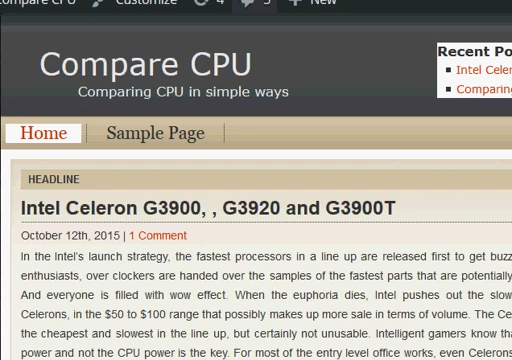 Compare CPU Customize 4 3 New
Compare CPU
Comparing CPU in simple ways
Recent Po
Intel Celer
Comparing
Home Sample Page
HEADLINE
Intel Celeron G3900, , G3920 and G3900T
October 12th, 2015 | 1 Comment
In the Intel's launch strategy, the fastest processors in a line up are released first to get buzz
enthusiasts, over clockers are handed over the samples of the fastest parts that are potentially
And everyone is filled with wow effect. When the euphoria dies, Intel pushes out the slow
Celerons, in the $50 to $100 range that possibly makes up more sale in terms of volume. The Ce
the cheapest and slowest in the line up, but certainly not unusable. Intelligent gamers know tha
power and not the CPU power is the key. For most of the entry level office works, even Celerons